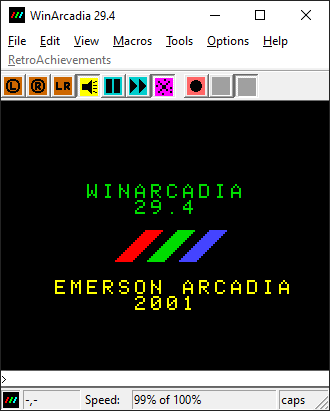 WinArcadia 29.4
File Edit View Macros Tools Options Help
RetroAchievements
L R LR
WINARCADIA
29.4
EMERSON ARCADIA
2001
>
-,- Speed: 99% of 100% caps